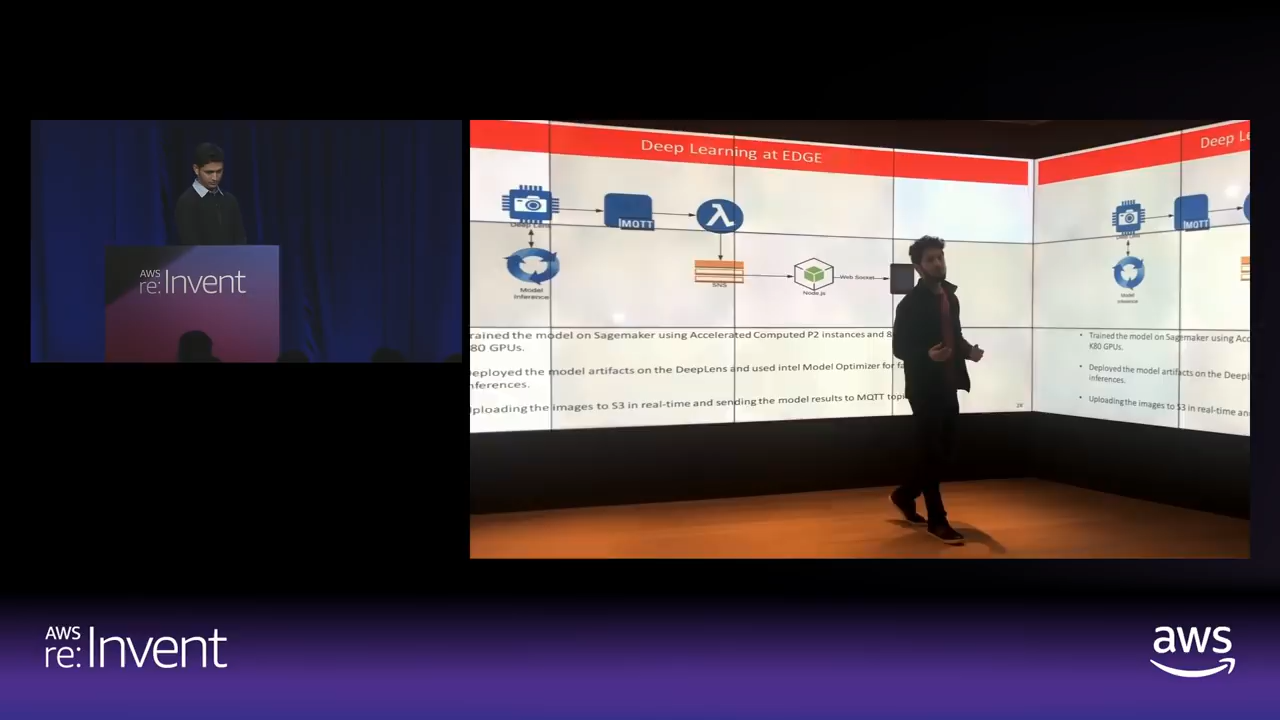 AWS
re:Invent
Deep Learning at EDGE
Deep Lens
MQTT
λ
Model
Inference
SNS
Node.js
Web Socket
rained the model on Sagemaker using Accelerated Computed P2 instances and 8
80 GPUs.
eployed the model artifacts on the DeepLens and used intel Model Optimizer for fa
nferences.
ploading the images to S3 in real-time and sending the model results to MQTT topi
Deep Le
MQTT
Model
Inference
• Trained the model on Sagemaker using Acc
K80 GPUs.
• Deployed the model artifacts on the DeepL
inferences.
• Uploading the images to S3 in real-time an
AWS
re:Invent
aws